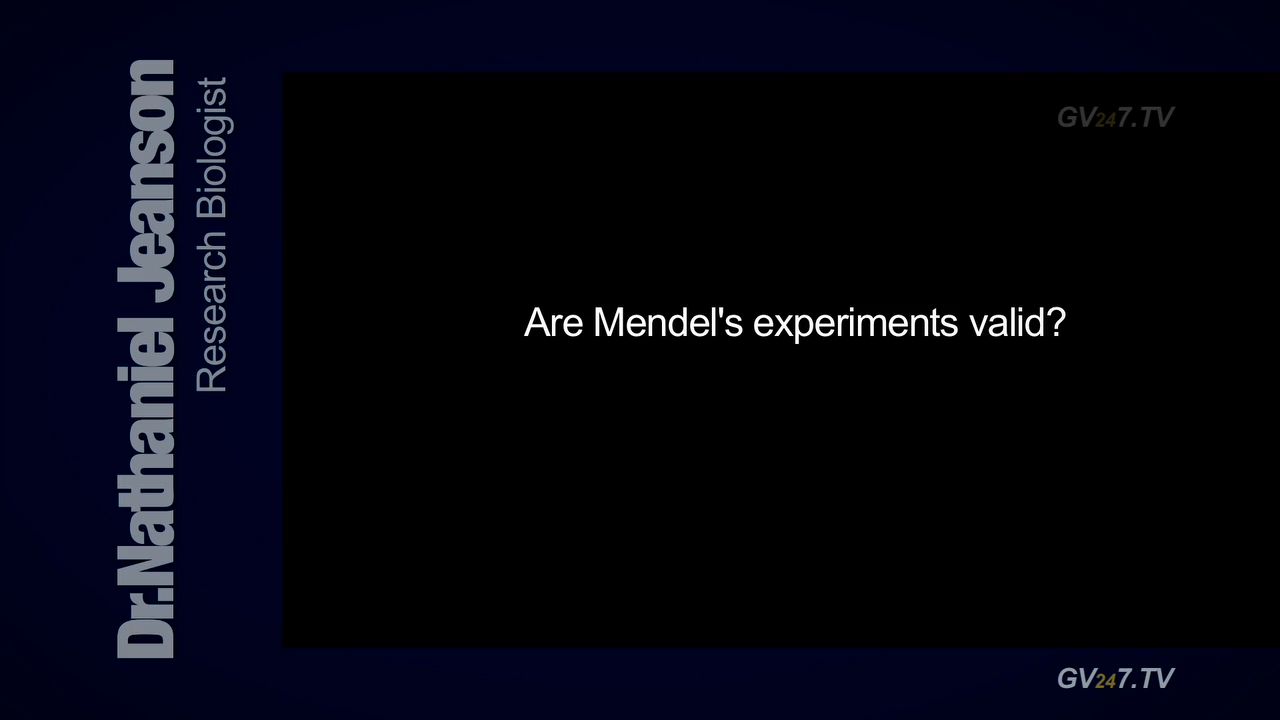 Dr.Nathaniel Jeanson
Research Biologist
GV247.TV
Are Mendel's experiments valid?
GV247.TV